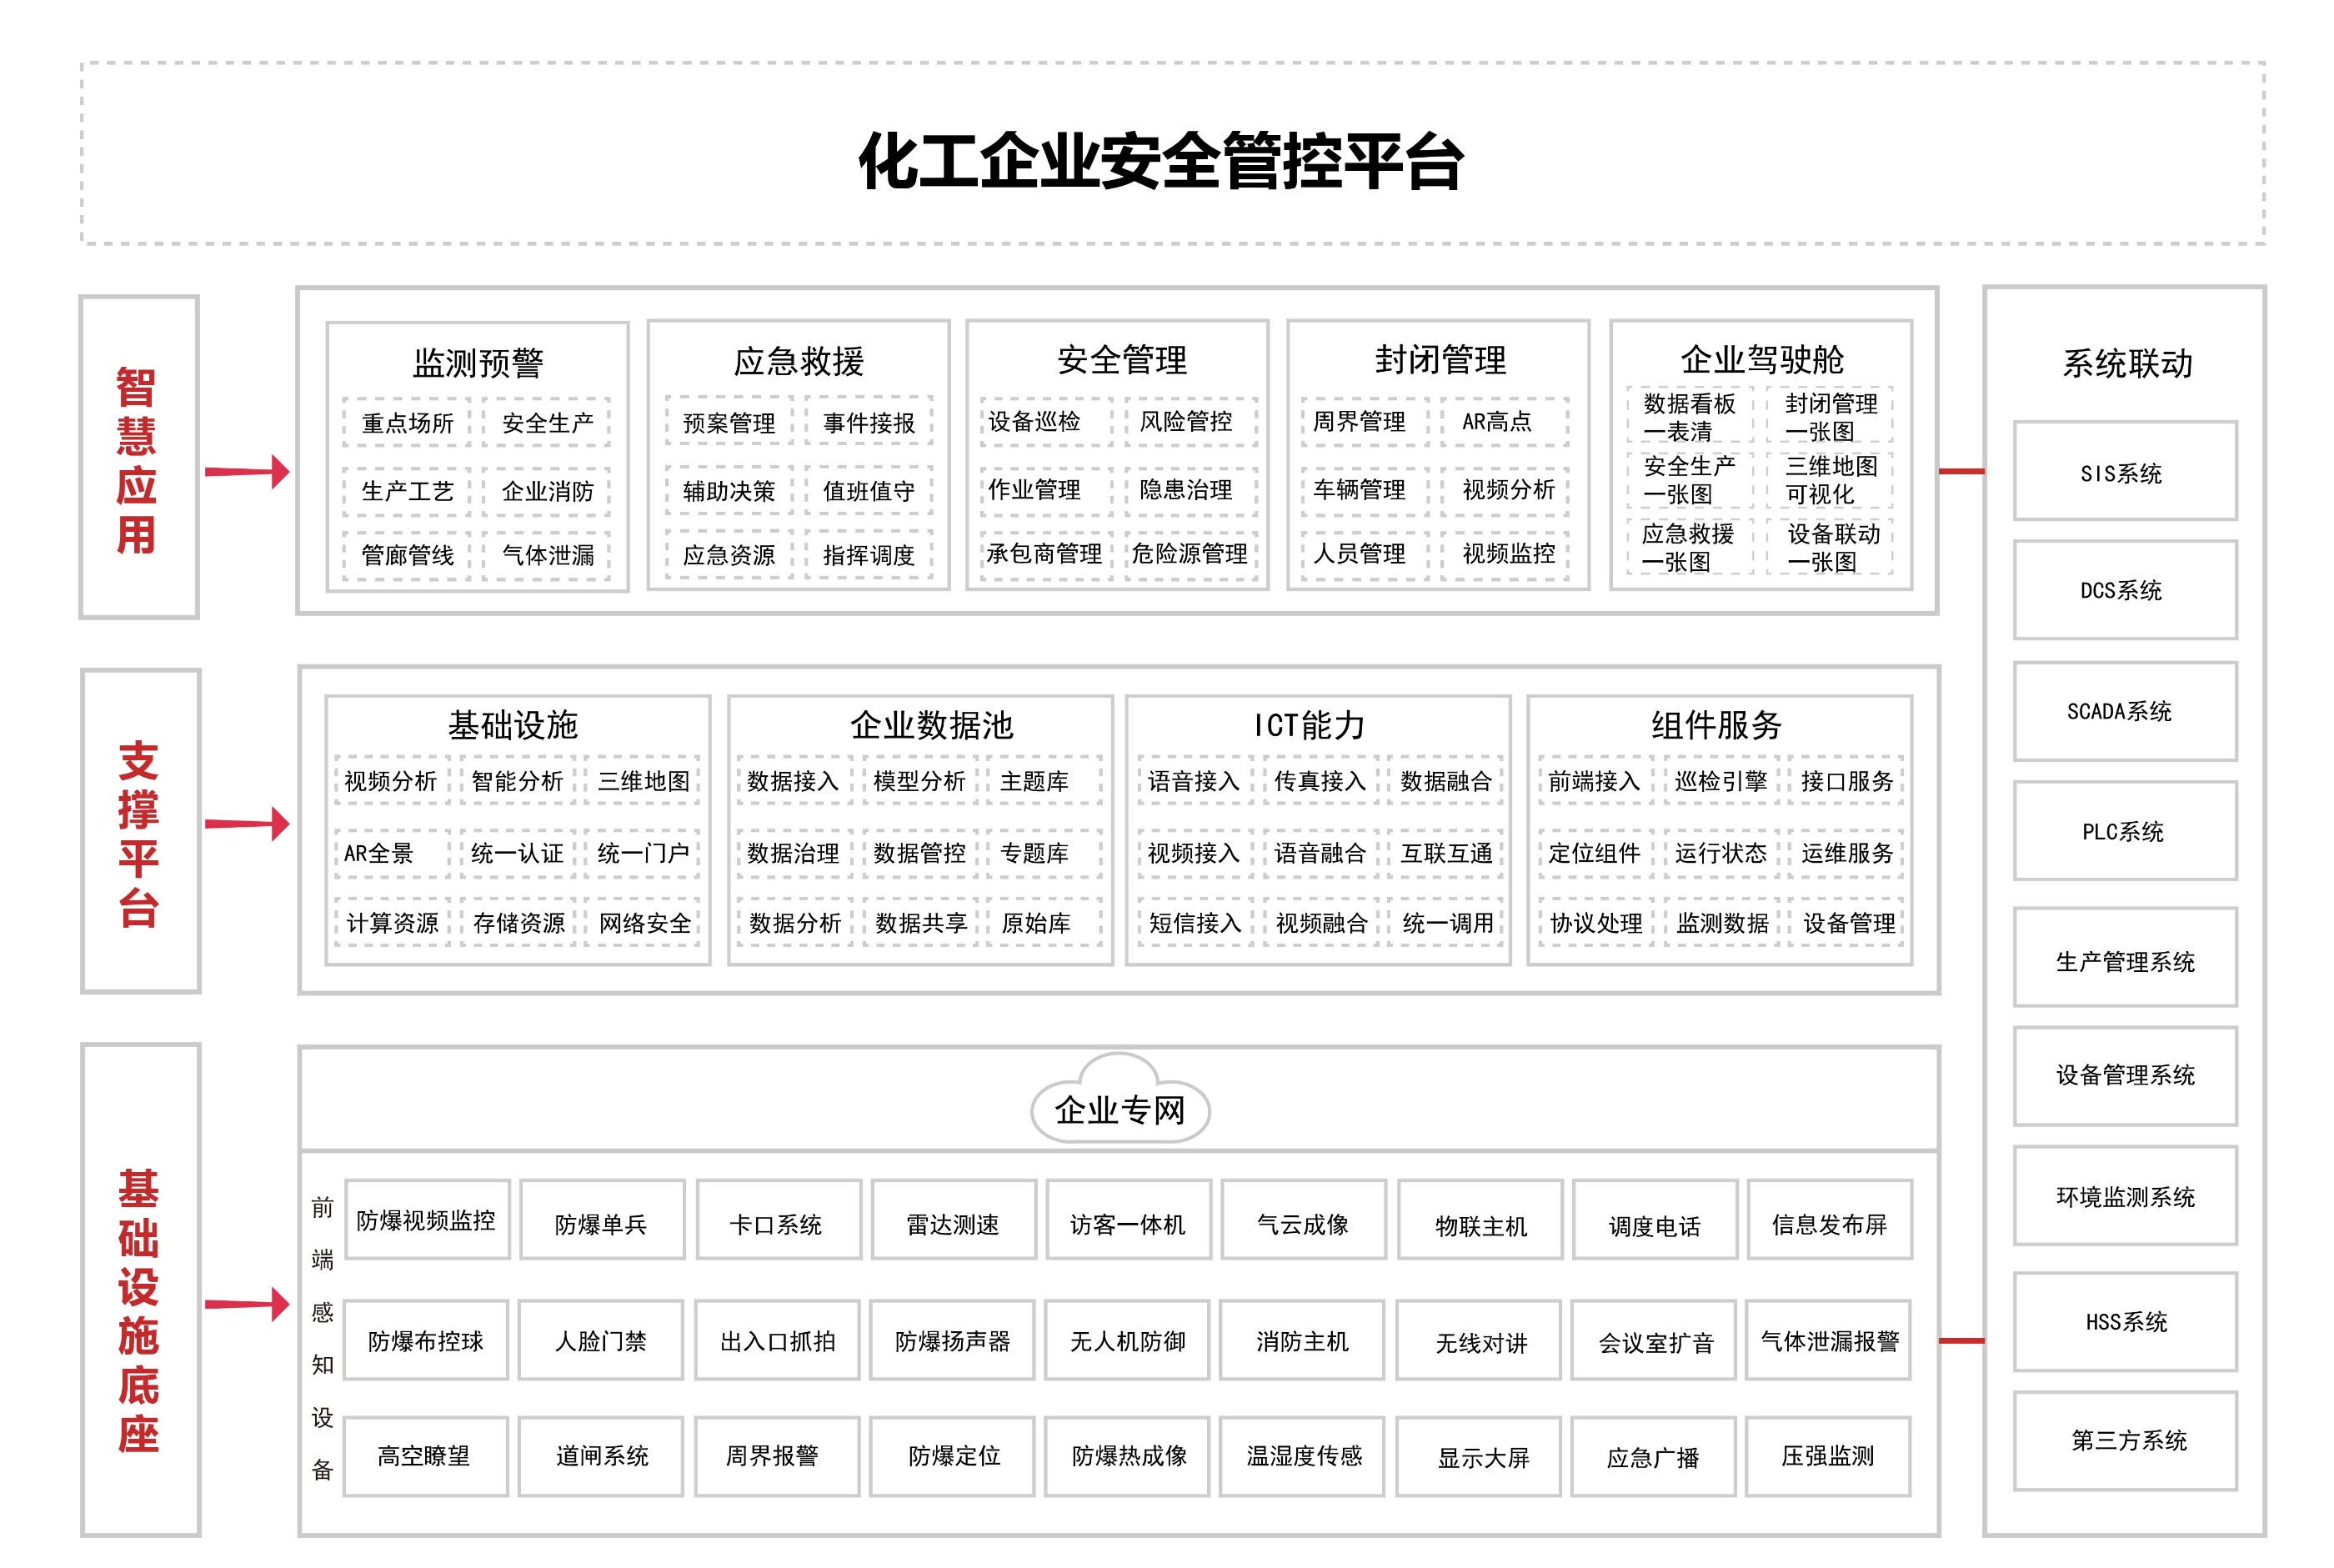 化工企业安全管控平台
智慧应用
监测预警
重点场所
安全生产
生产工艺
企业消防
管廊管线
气体泄漏
应急救援
预案管理
事件接报
辅助决策
值班值守
应急资源
指挥调度
安全管理
设备巡检
风险管控
作业管理
隐患治理
承包商管理
危险源管理
封闭管理
周界管理
AR高点
车辆管理
视频分析
人员管理
视频监控
企业驾驶舱
数据看板
一表清
封闭管理
一张图
安全生产
一张图
三维地图
可视化
应急救援
一张图
设备联动
一张图
支撑平台
基础设施
视频分析
智能分析
三维地图
AR全景
统一认证
统一门户
计算资源
存储资源
网络安全
企业数据池
数据接入
模型分析
主题库
数据治理
数据管控
专题库
数据分析
数据共享
原始库
ICT能力
语音接入
传真接入
数据融合
视频接入
语音融合
互联互通
短信接入
视频融合
统一调用
组件服务
前端接入
巡检引擎
接口服务
定位组件
运行状态
运维服务
协议处理
监测数据
设备管理
基础设施底座
企业专网
前端感知设备
防爆视频监控
防爆单兵
卡口系统
雷达测速
访客一体机
气云成像
物联主机
调度电话
信息发布屏
防爆布控球
人脸门禁
出入口抓拍
防爆扬声器
无人机防御
消防主机
无线对讲
会议室扩音
气体泄漏报警
高空瞭望
道闸系统
周界报警
防爆定位
防爆热成像
温湿度传感
显示大屏
应急广播
压强监测
系统联动
SIS系统
DCS系统
SCADA系统
PLC系统
生产管理系统
设备管理系统
环境监测系统
HSS系统
第三方系统